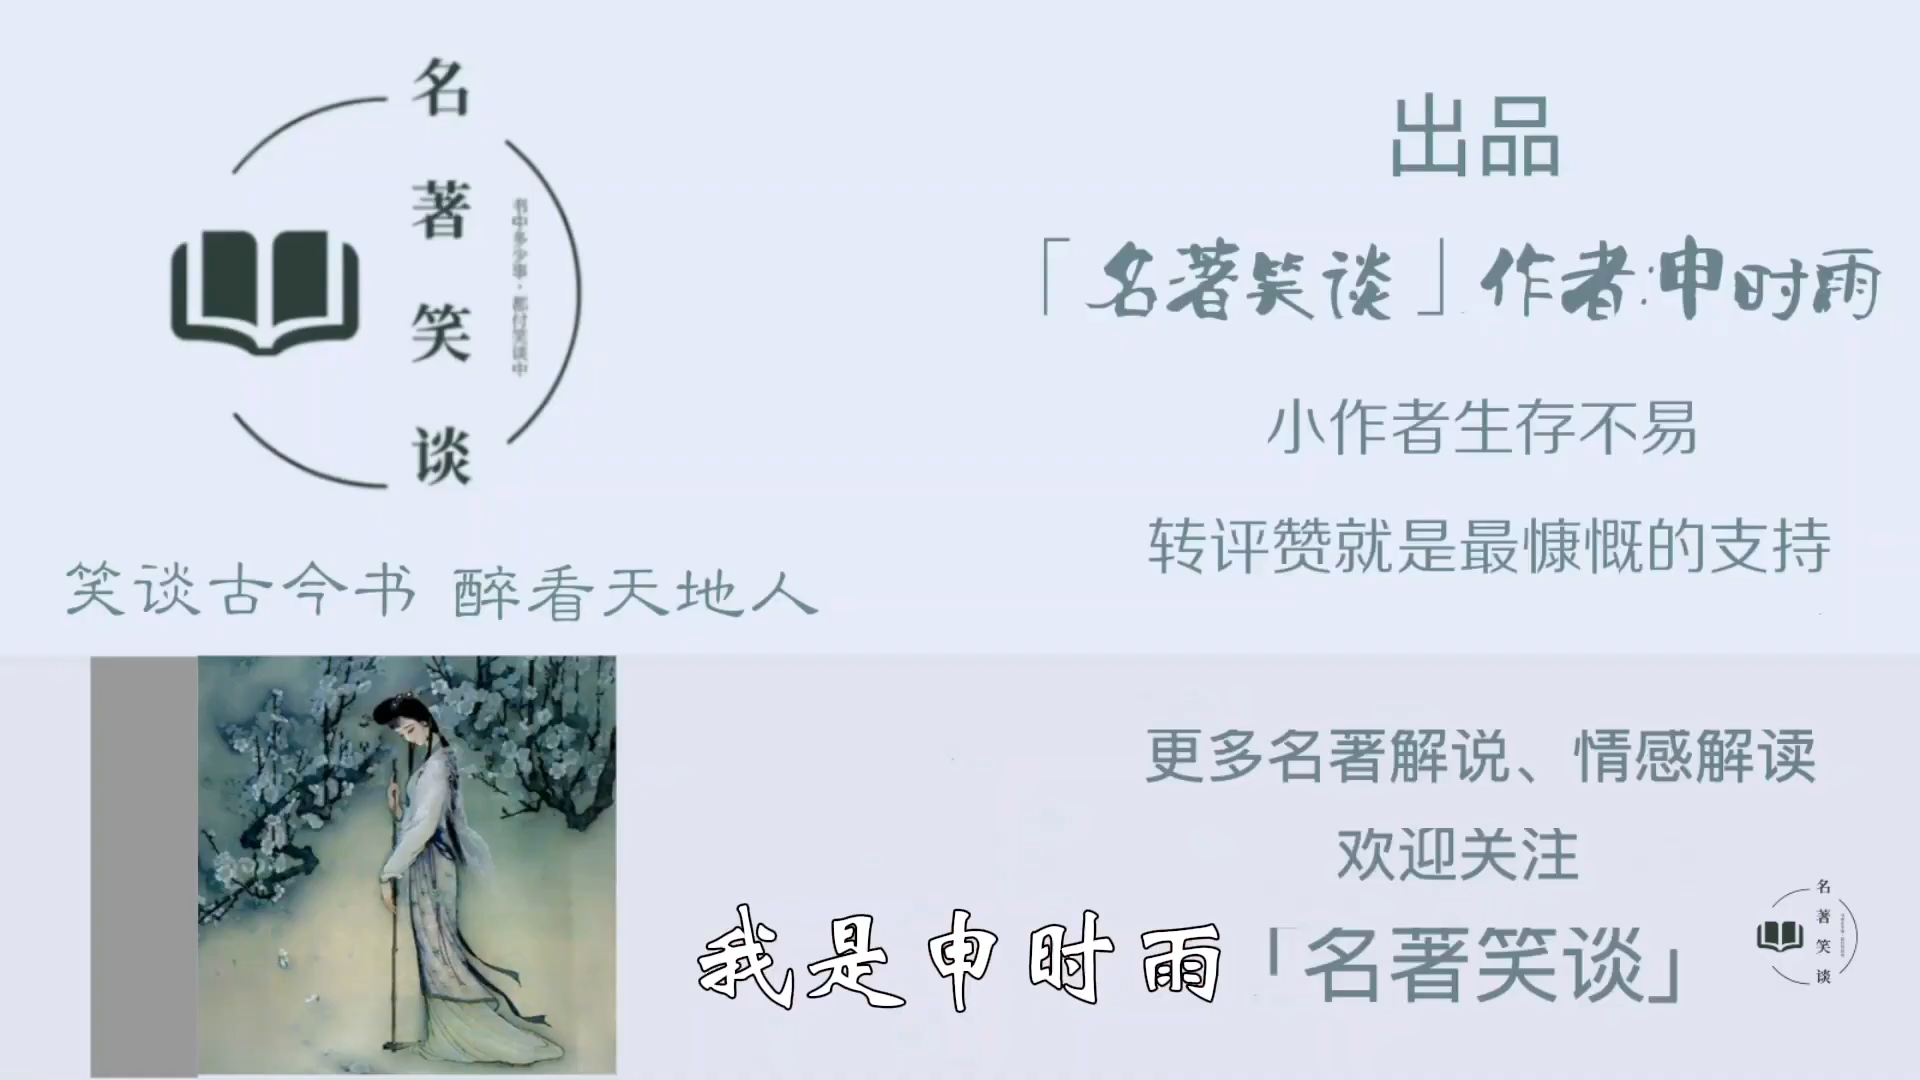 名著笑谈
书中多少事，都付笑谈中
笑谈古今书 醉看天地人
出品
「名著笑谈」作者:申时雨
小作者生存不易
转评赞就是最慷慨的支持
更多名著解说、情感解读
欢迎关注
「名著笑谈」
我是申时雨
名著笑谈